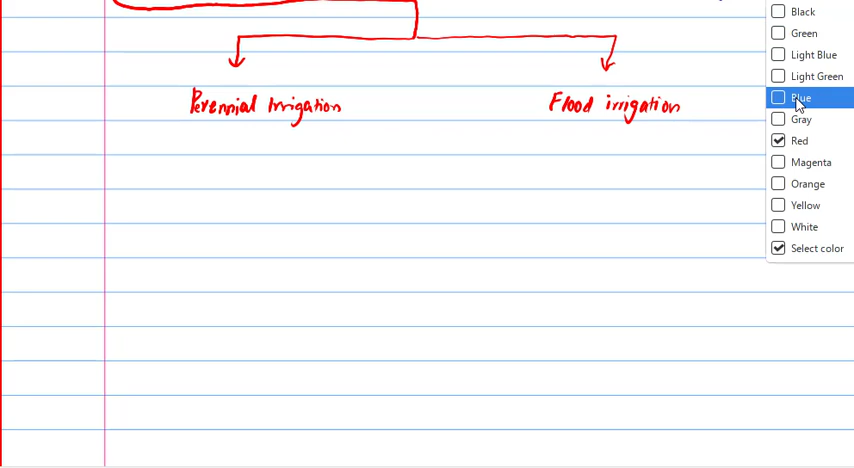 Black
Green
Light Blue
Light Green
Blue
Gray
Red
Magenta
Orange
Yellow
White
Select color
Perennial Irrigation
Flood irrigation